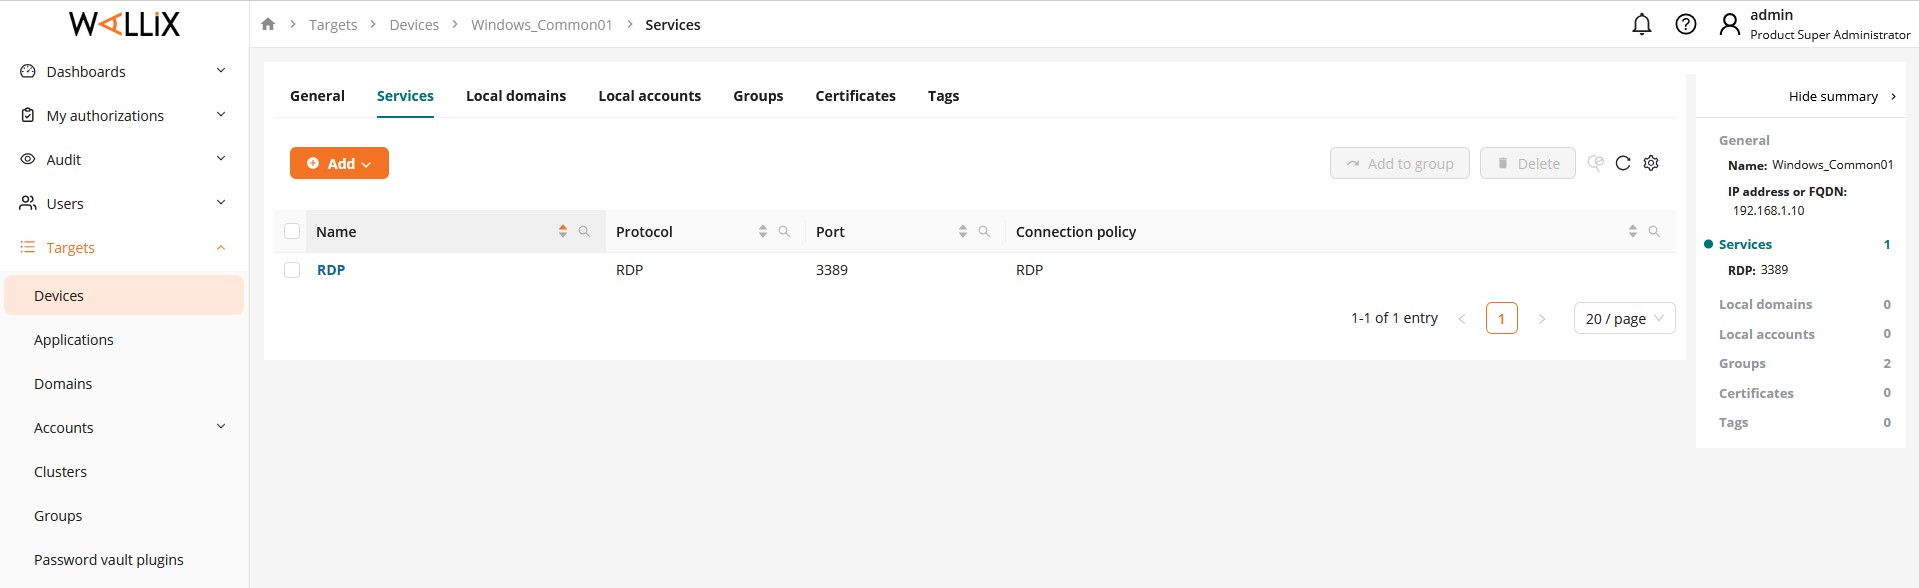 WALLIX
Targets > Devices > Windows_Common01 > Services
admin
Product Super Administrator
Dashboards
My authorizations
Audit
Users
Targets
Devices
Applications
Domains
Accounts
Clusters
Groups
Password vault plugins
General Services Local domains Local accounts Groups Certificates Tags
Add
Add to group Delete
Name Protocol Port Connection policy
RDP RDP 3389 RDP
1-1 of 1 entry < 1 > 20 / page
Hide summary >
General
Name: Windows_Common01
IP address or FQDN:
192.168.1.10
Services 1
RDP: 3389
Local domains 0
Local accounts 0
Groups 2
Certificates 0
Tags 0